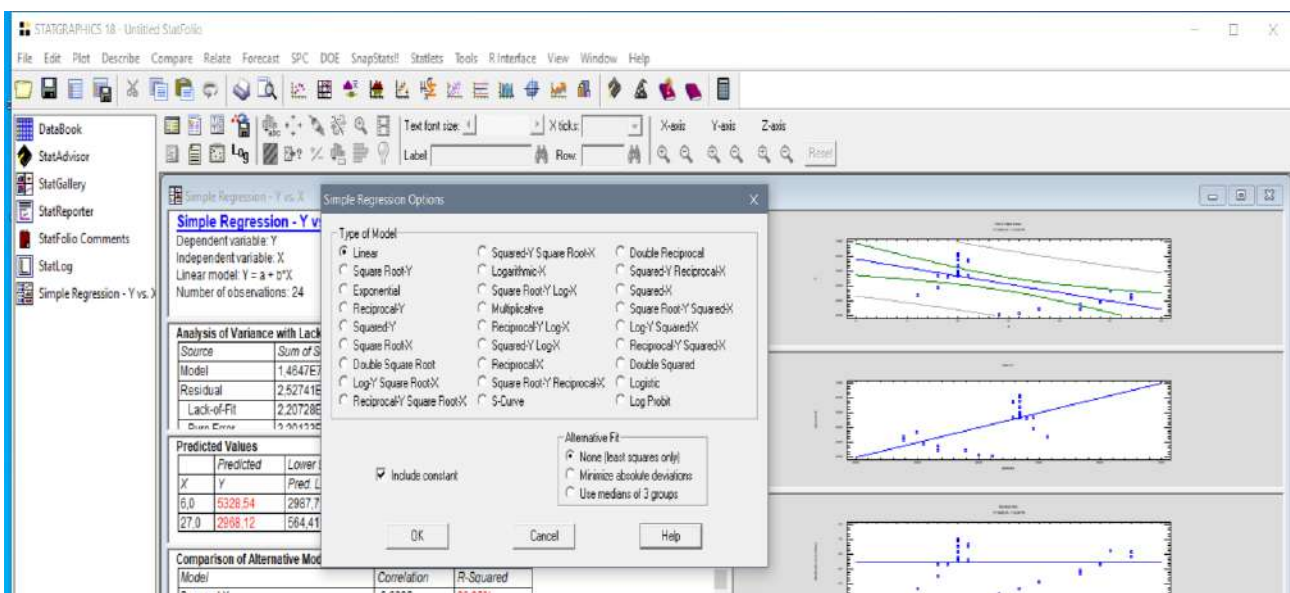 STATGRAPHICS 18 - Untitled StatFolio
File Edit Plot Describe Compare Relate Forecast SPC DOE SnapStats!! Statlets Tools R Interface View Window Help
Text font size: X ticks: X-axis Y-axis Z-axis
Log Label Row: Reset
DataBook
StatAdvisor
StatGallery
StatReporter
StatFolio Comments
StatLog
Simple Regression - Y vs. X
Simple Regression - Y vs. X
Simple Regression - Y v
Dependent variable: Y
Independent variable: X
Linear model: Y = a + b*X
Number of observations: 24
Analysis of Variance with Lack
Source Sum of S
Model 1,4647E7
Residual 2,52741E
Lack-of-Fit 2,20728E
Pure Error
Predicted Values
Predicted Lower
X Y Pred. L
6,0 5328,54 2987,7
27,0 2968,12 564,41
Comparison of Alternative Mod
Model Correlation R-Squared
Simple Regression Options X
Type of Model
Linear Squared-Y Square Root-X Double Reciprocal
Square Root-Y Logarithmic-X Squared-Y Reciprocal-X
Exponential Square Root-Y Log-X Squared-X
Reciprocal-Y Multiplicative Square Root-Y Squared-X
Squared-Y Reciprocal-Y Log-X Log-Y Squared-X
Square Root-X Squared-Y Log-X Reciprocal-Y Squared-X
Double Square Root Reciprocal-X Double Squared
Log-Y Square Root-X Square Root-Y Reciprocal-X Logistic
Reciprocal-Y Square Root-X S-Curve Log Probit
Include constant
Alternative Fit
None (least squares only)
Minimize absolute deviations
Use medians of 3 groups
OK Cancel Help